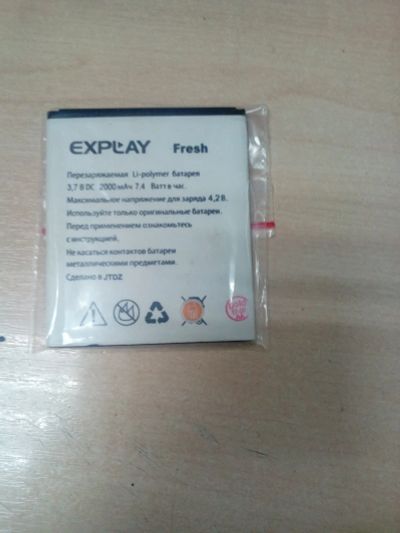 EXPLAY Fresh
Перезаряжаемая Li-polymer батарея
3,7 В DC 2000 мАч 7.4 Ватт в час.
Максимальное напряжение для заряда 4,2 В.
Используйте только оригинальные батареи.
Перед применением ознакомьтесь
с инструкцией.
Не касаться контактов батареи
металлическими предметами.
Сделано в JTDZ